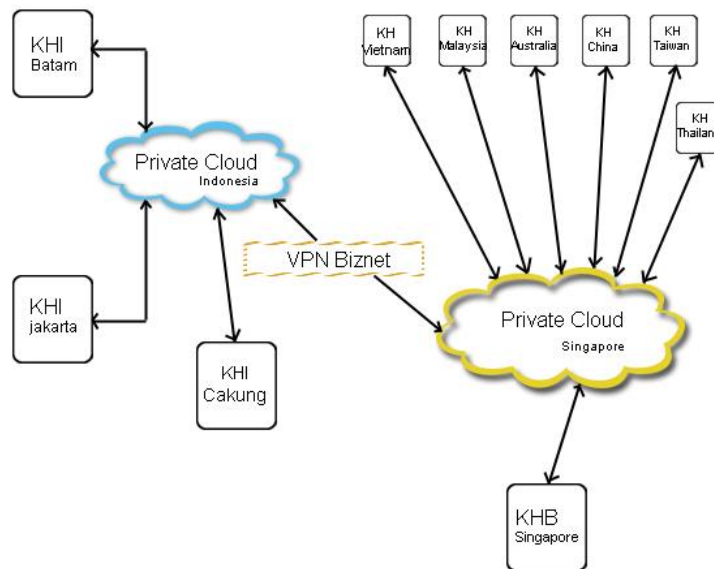 KHI
Batam
KH
Vietnam
KH
Malaysia
KH
Australia
KH
China
KH
Taiwan
KH
Thailan
Private Cloud
Indonesia
VPN Biznet
KHI
jakarta
KHI
Cakung
Private Cloud
Singapore
KHB
Singapore